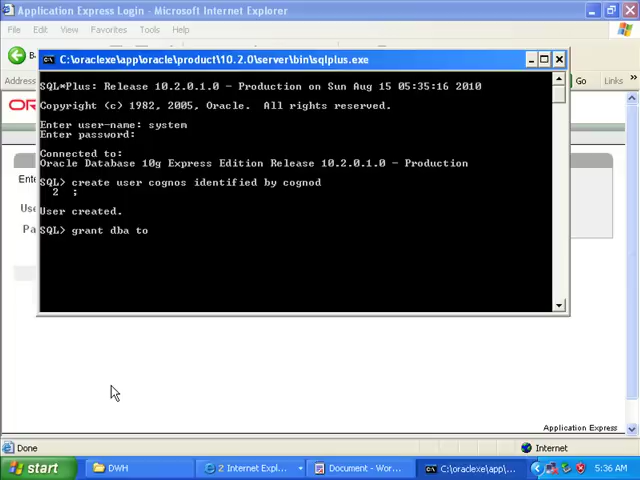 Application Express Login - Microsoft Internet Explorer
File Edit View Favorites Tools Help
C:\oraclexe\app\oracle\product\10.2.0\server\bin\sqlplus.exe
Go Links
SQL*Plus: Release 10.2.0.1.0 - Production on Sun Aug 15 05:35:16 2010
Copyright (c) 1982, 2005, Oracle.  All rights reserved.
Enter user-name: system
Enter password:
Connected to:
Oracle Database 10g Express Edition Release 10.2.0.1.0 - Production
SQL> create user cognos identified by cognod
2  ;
User created.
SQL> grant dba to
B
Address
OR
Ente
Use
Pa
Application Express
Done
Internet
start
DWH
2 Internet Expl...
Document - Wor...
C:\oraclexe\app\...
5:36 AM